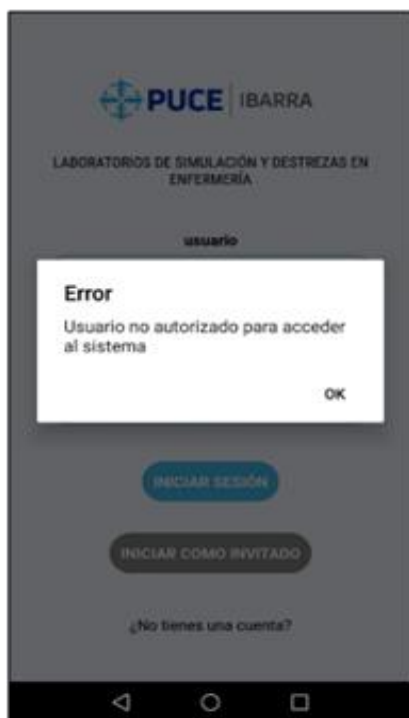 PUCE | IBARRA
LABORATORIOS DE SIMULACIÓN Y DESTREZAS EN
ENFERMERÍA
usuario
Error
Usuario no autorizado para acceder
al sistema
OK
INICIAR SESIÓN
INICIAR COMO INVITADO
¿No tienes una cuenta?